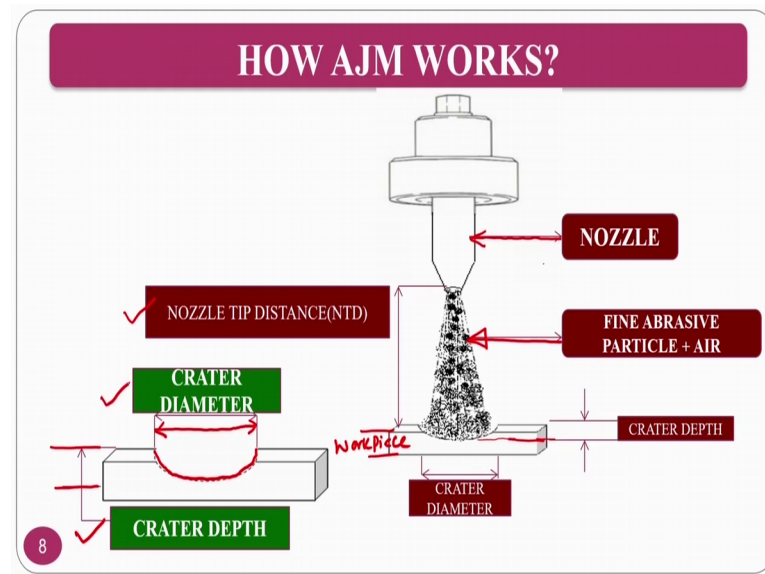 HOW AJM WORKS?
NOZZLE
NOZZLE TIP DISTANCE(NTD)
FINE ABRASIVE
PARTICLE + AIR
CRATER
DIAMETER
Workpiece
CRATER DEPTH
CRATER
DIAMETER
CRATER DEPTH
8